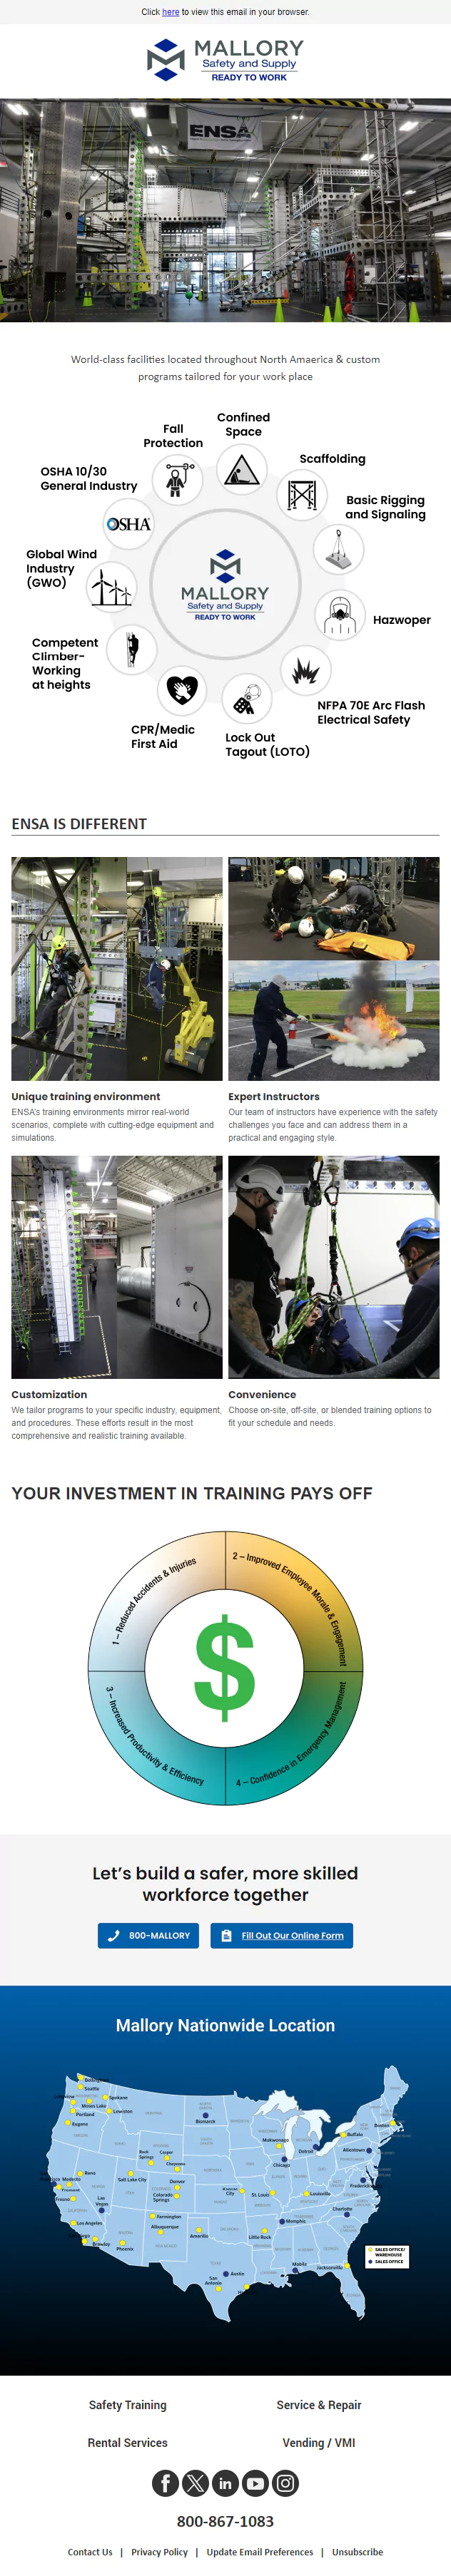 Click here to view this email in your browser.
MALLORY
Safety and Supply
READY TO WORK
ENSA
World-class facilities located throughout North Amaerica & custom
programs tailored for your work place
Confined
Space
Fall
Protection
Scaffolding
OSHA 10/30
General Industry
Basic Rigging
and Signaling
OSHA
Global Wind
Industry
(GWO)
MALLORY
Safety and Supply
READY TO WORK
Hazwoper
Competent
Climber-
Working
at heights
NFPA 70E Arc Flash
Electrical Safety
CPR/Medic
First Aid
Lock Out
Tagout (LOTO)
ENSA IS DIFFERENT
Unique training environment
ENSA's training environments mirror real-world
scenarios, complete with cutting-edge equipment and
simulations.
Expert Instructors
Our team of instructors have experience with the safety
challenges you face and can address them in a
practical and engaging style.
Customization
We tailor programs to your specific industry, equipment,
and procedures. These efforts result in the most
comprehensive and realistic training available.
Convenience
Choose on-site, off-site, or blended training options to
fit your schedule and needs.
YOUR INVESTMENT IN TRAINING PAYS OFF
1 – Reduced Accidents & Injuries
2 – Improved Employee Morale & Engagement
$
3 – Increased Productivity & Efficiency
4 – Confidence in Emergency Management
Let's build a safer, more skilled
workforce together
800-MALLORY
Fill Out Our Online Form
Mallory Nationwide Location
Bellingham
Seattle
Spokane
Moses Lake
Portland
Lewiston
Eugene
Bismarck
Boston
Buffalo
Makwonago
Detroit
Allentown
Rock
Springs
Casper
Cheyenne
Chicago
Reno
Modesto
Salt Lake City
Denver
Frederick
Fresno
Las
Vegas
Colorado
Springs
City
St. Louis
Louisville
Farmington
Charlotte
Los Angeles
Albuquerque
Memphis
Amarillo
Little Rock
Brawley
Phoenix
Mobile
Jacksonville
Austin
San
Antonio
SALES OFFICE/
WAREHOUSE
SALES OFFICE
Safety Training
Service & Repair
Rental Services
Vending / VMI
800-867-1083
Contact Us | Privacy Policy | Update Email Preferences | Unsubscribe